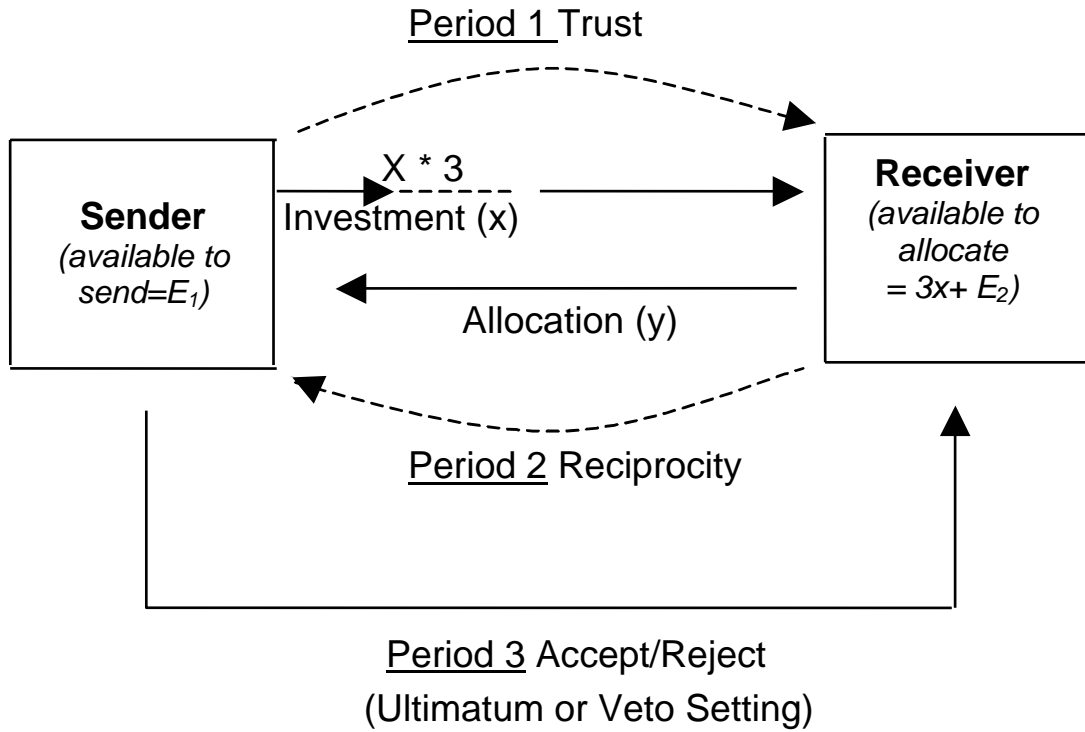 Period 1 Trust
X * 3
Investment (x)
Sender
(available to
send=E₁)
Receiver
(available to
allocate
= 3x+ E₂)
Allocation (y)
Period 2 Reciprocity
Period 3 Accept/Reject
(Ultimatum or Veto Setting)